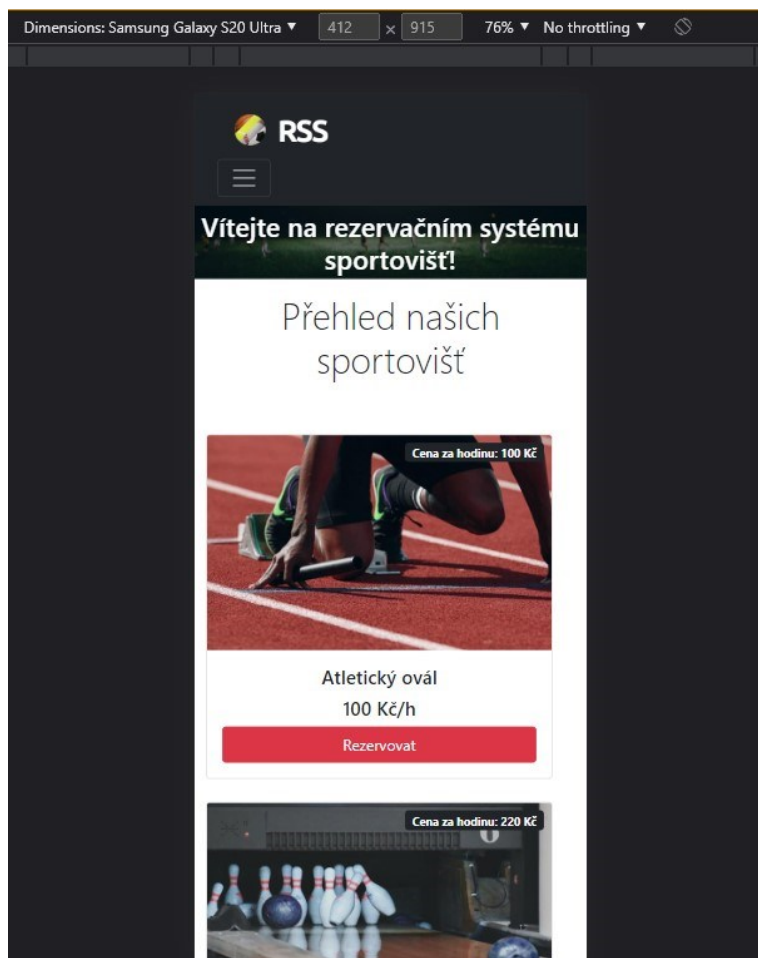 Dimensions: Samsung Galaxy S20 Ultra ▼ 412 × 915 76% ▼ No throttling ▼
RSS
Vítejte na rezervačním systému
sportovišť!
Přehled našich
sportovišť
Cena za hodinu: 100 Kč
Atletický ovál
100 Kč/h
Rezervovat
Cena za hodinu: 220 Kč